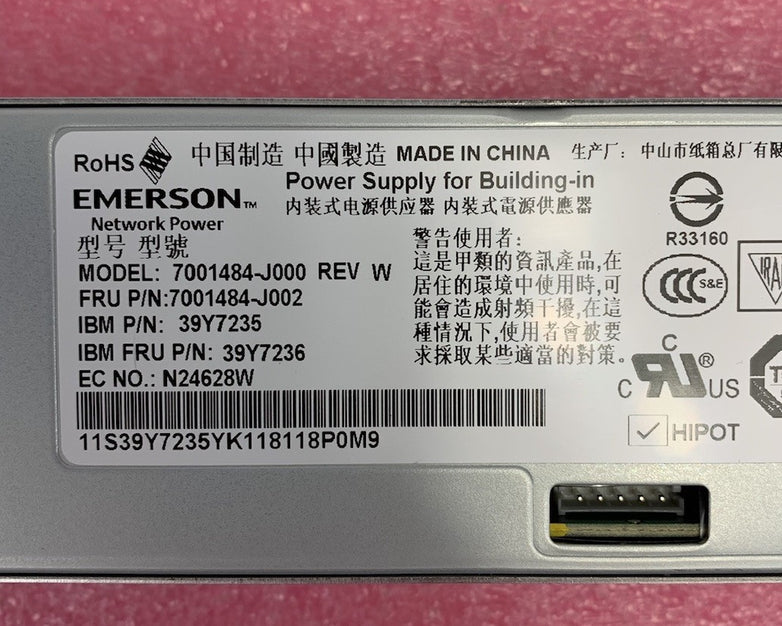 RoHS 中国制造 中國製造 MADE IN CHINA 生产厂: 中山市纸箱总厂有限
EMERSON™ Power Supply for Building-in
Network Power 内装式电源供应器 內裝式電源供應器
型号 型號
MODEL: 7001484-J000 REV W
FRU P/N:7001484-J002
IBM P/N: 39Y7235
IBM FRU P/N: 39Y7236
EC NO.: N24628W
11S39Y7235YK118118P0M9
警告使用者:
這是甲類的資訊產品,在
居住的環境中使用時,可
能會造成射頻干擾,在這
種情況下,使用者會被要
求採取某些適當的對策。
R33160
CCC S&E
IRA
C RU® US
C
HIPOT